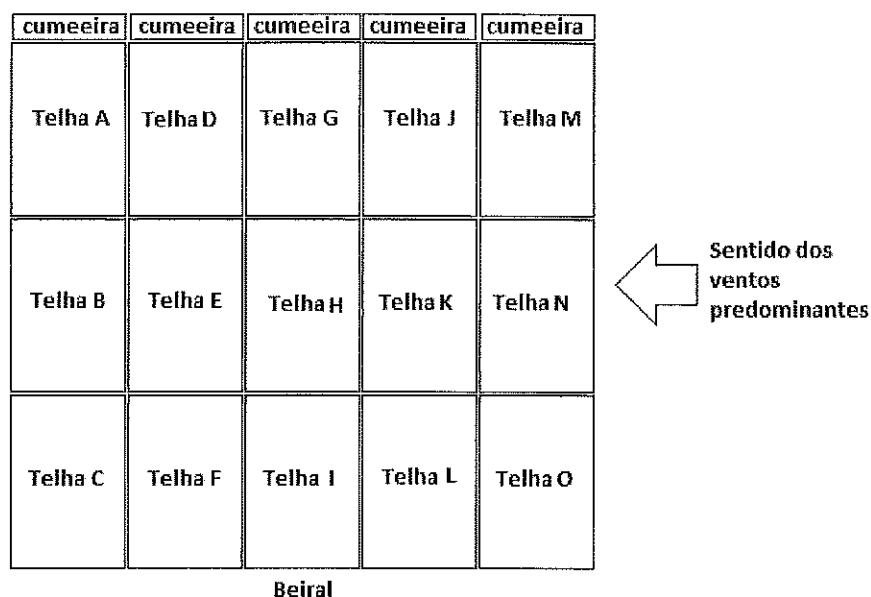 cumeeira cumeeira cumeeira cumeeira cumeeira
Telha A Telha D Telha G Telha J Telha M
Telha B Telha E Telha H Telha K Telha N
Sentido dos
ventos
predominantes
Telha C Telha F Telha I Telha L Telha O
Beiral